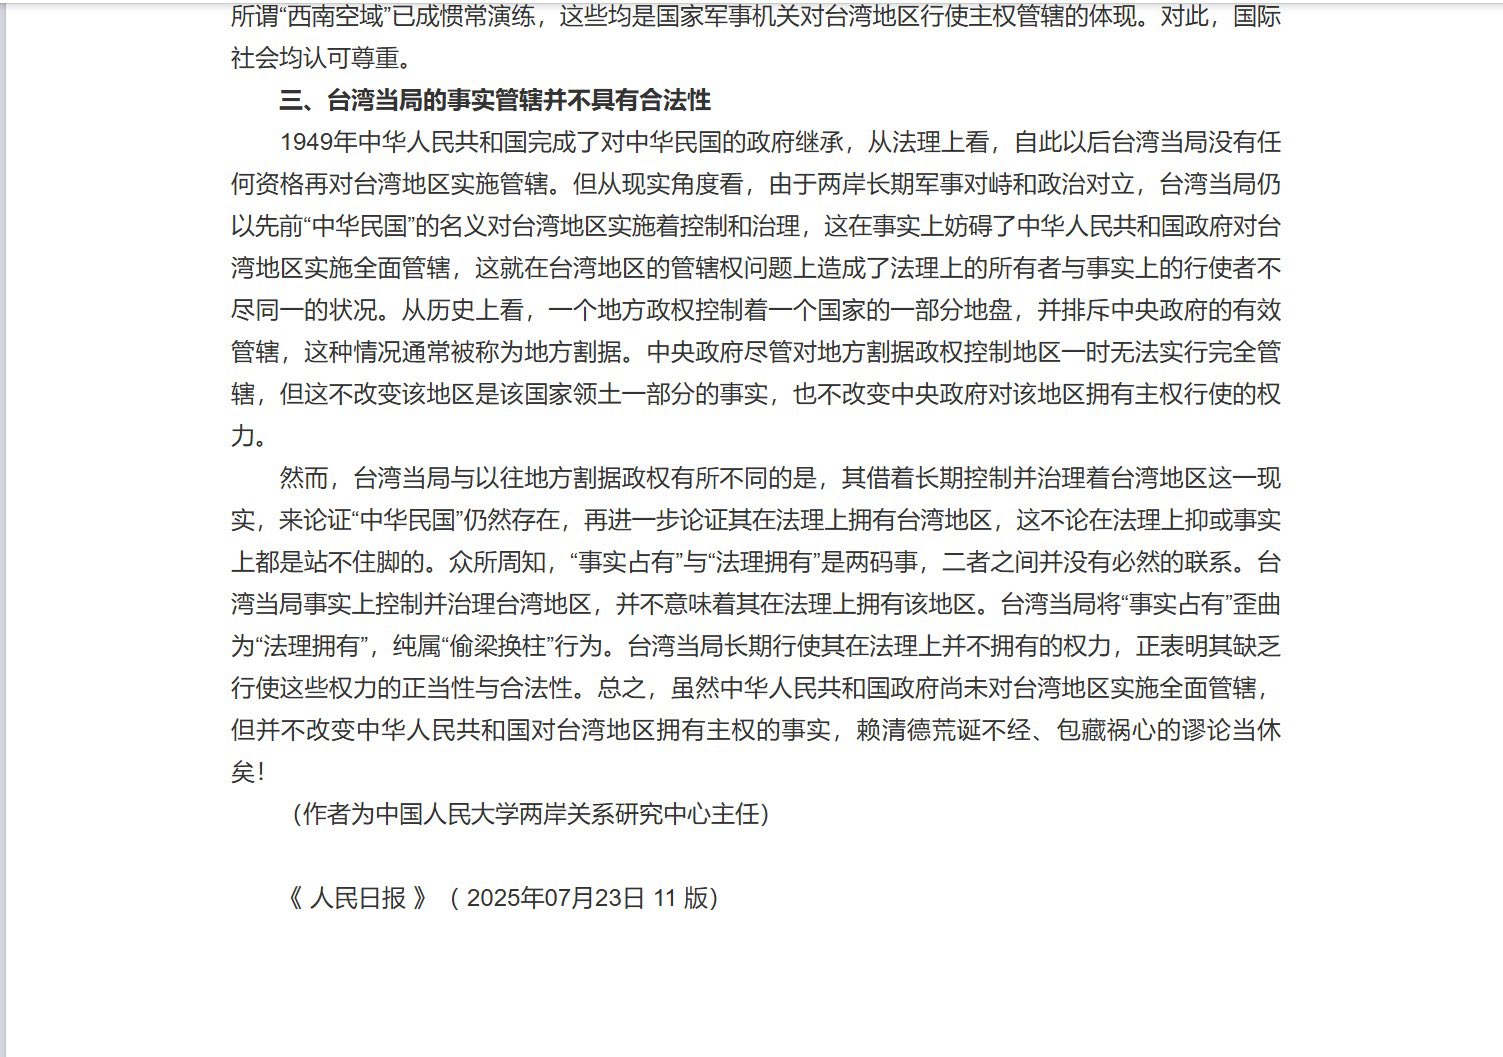 所谓“西南空域”已成惯常演练，这些均是国家军事机关对台湾地区行使主权管辖的体现。对此，国际
社会均认可尊重。
三、台湾当局的事实管辖并不具有合法性
1949年中华人民共和国完成了对中华民国的政府继承，从法理上看，自此以后台湾当局没有任
何资格再对台湾地区实施管辖。但从现实角度看，由于两岸长期军事对峙和政治对立，台湾当局仍
以先前“中华民国”的名义对台湾地区实施着控制和治理，这在事实上妨碍了中华人民共和国政府对台
湾地区实施全面管辖，这就在台湾地区的管辖权问题上造成了法理上的所有者与事实上的行使者不
尽同一的状况。从历史上看，一个地方政权控制着一个国家的一部分地盘，并排斥中央政府的有效
管辖，这种情况通常被称为地方割据。中央政府尽管对地方割据政权控制地区一时无法实行完全管
辖，但这不改变该地区是该国家领土一部分的事实，也不改变中央政府对该地区拥有主权行使的权
力。
然而，台湾当局与以往地方割据政权有所不同的是，其借着长期控制并治理着台湾地区这一现
实，来论证“中华民国”仍然存在，再进一步论证其在法理上拥有台湾地区，这不论在法理上抑或事实
上都是站不住脚的。众所周知，“事实占有”与“法理拥有”是两码事，二者之间并没有必然的联系。台
湾当局事实上控制并治理台湾地区，并不意味着其在法理上拥有该地区。台湾当局将“事实占有”歪曲
为“法理拥有”，纯属“偷梁换柱”行为。台湾当局长期行使其在法理上并不拥有的权力，正表明其缺乏
行使这些权力的正当性与合法性。总之，虽然中华人民共和国政府尚未对台湾地区实施全面管辖，
但并不改变中华人民共和国对台湾地区拥有主权的事实，赖清德荒诞不经、包藏祸心的谬论当休
矣！
（作者为中国人民大学两岸关系研究中心主任）
《 人民日报 》（ 2025年07月23日 11 版）